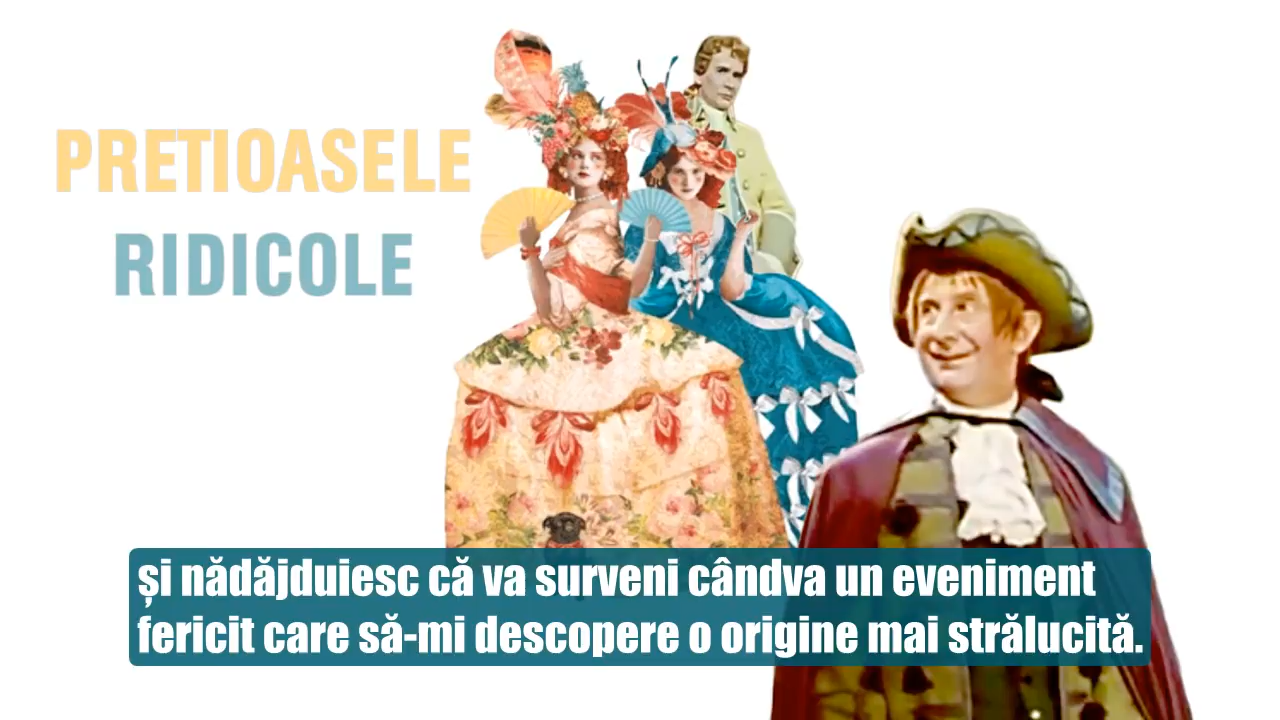 PRETIOASELE
RIDICOLE
și nădăjduiesc că va surveni cândva un eveniment
fericit care să-mi descopere o origine mai strălucită.